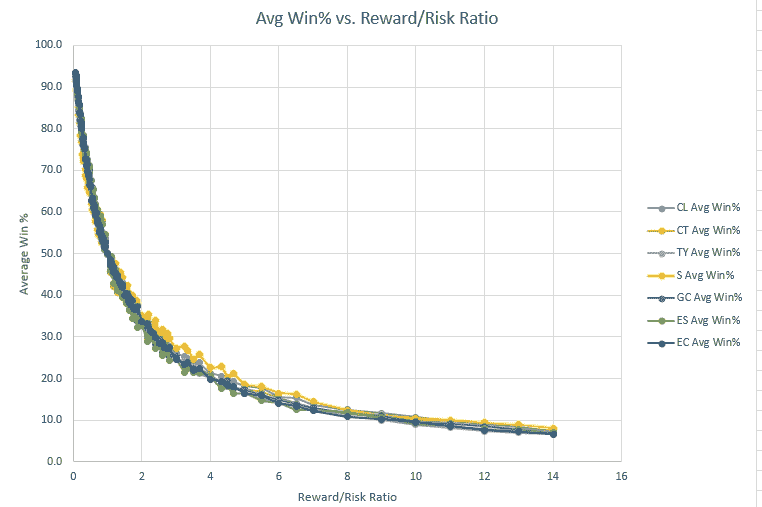 Avg Win% vs. Reward/Risk Ratio
100.0
90.0
80.0
70.0
60.0
50.0
40.0
30.0
20.0
10.0
0.0
Average Win %
0 2 4 6 8 10 12 14 16
Reward/Risk Ratio
CL Avg Win%
CT Avg Win%
TY Avg Win%
S Avg Win%
GC Avg Win%
ES Avg Win%
EC Avg Win%